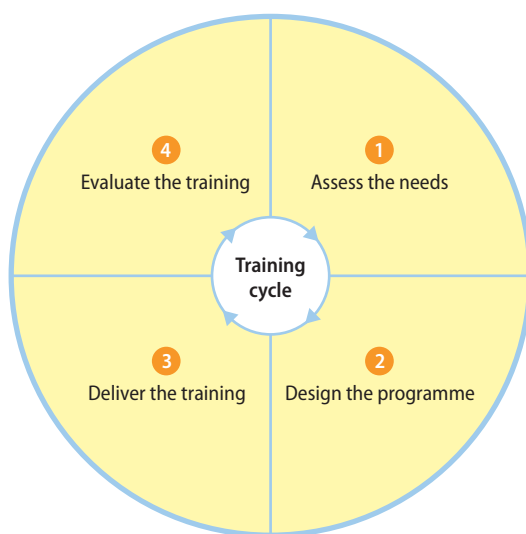 4
Evaluate the training
1
Assess the needs
Training
cycle
3
Deliver the training
2
Design the programme